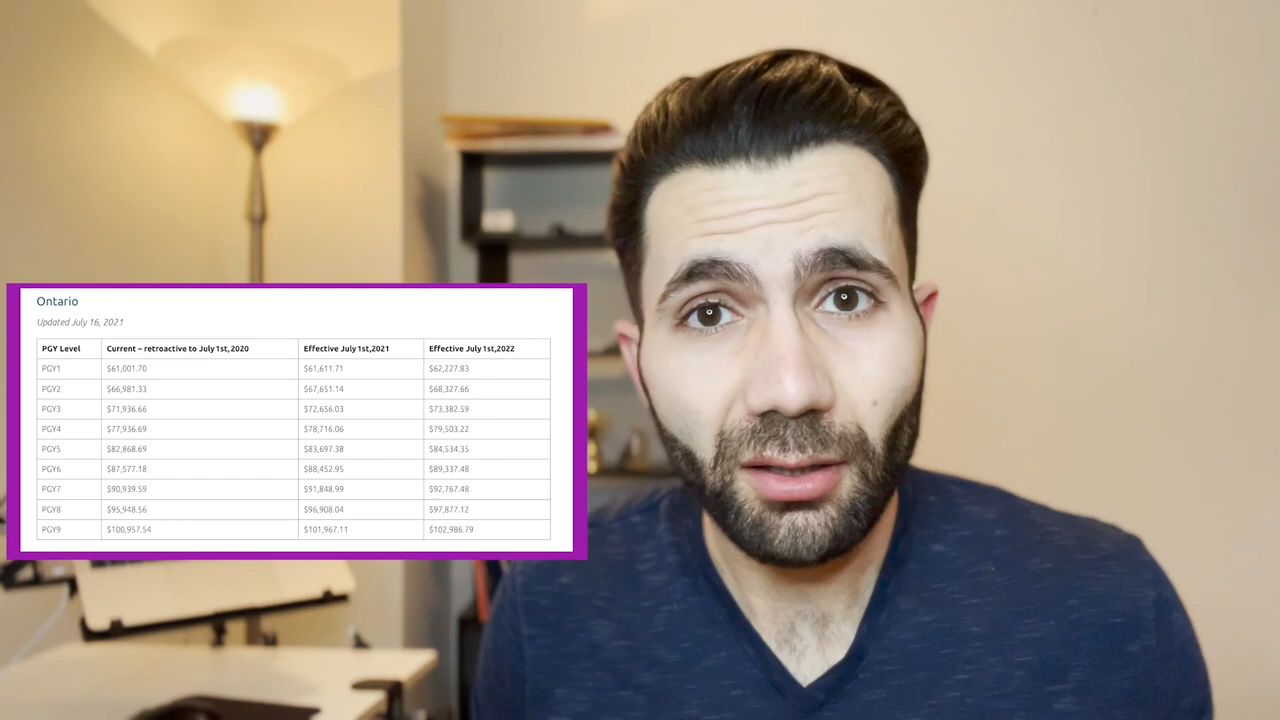 Ontario
Updated July 16, 2021
PGY Level Current – retroactive to July 1st, 2020 Effective July 1st,2021 Effective July 1st,2022
PGY1 $61,001.70 $61,611.71 $62,227.83
PGY2 $66,981.33 $67,651.14 $68,327.66
PGY3 $71,936.66 $72,656.03 $73,382.59
PGY4 $77,936.69 $78,716.06 $79,503.22
PGY5 $82,868.69 $83,697.38 $84,534.35
PGY6 $87,577.18 $88,452.95 $89,337.48
PGY7 $90,939.59 $91,848.99 $92,767.48
PGY8 $95,948.56 $96,908.04 $97,877.12
PGY9 $100,957.54 $101,967.11 $102,986.79